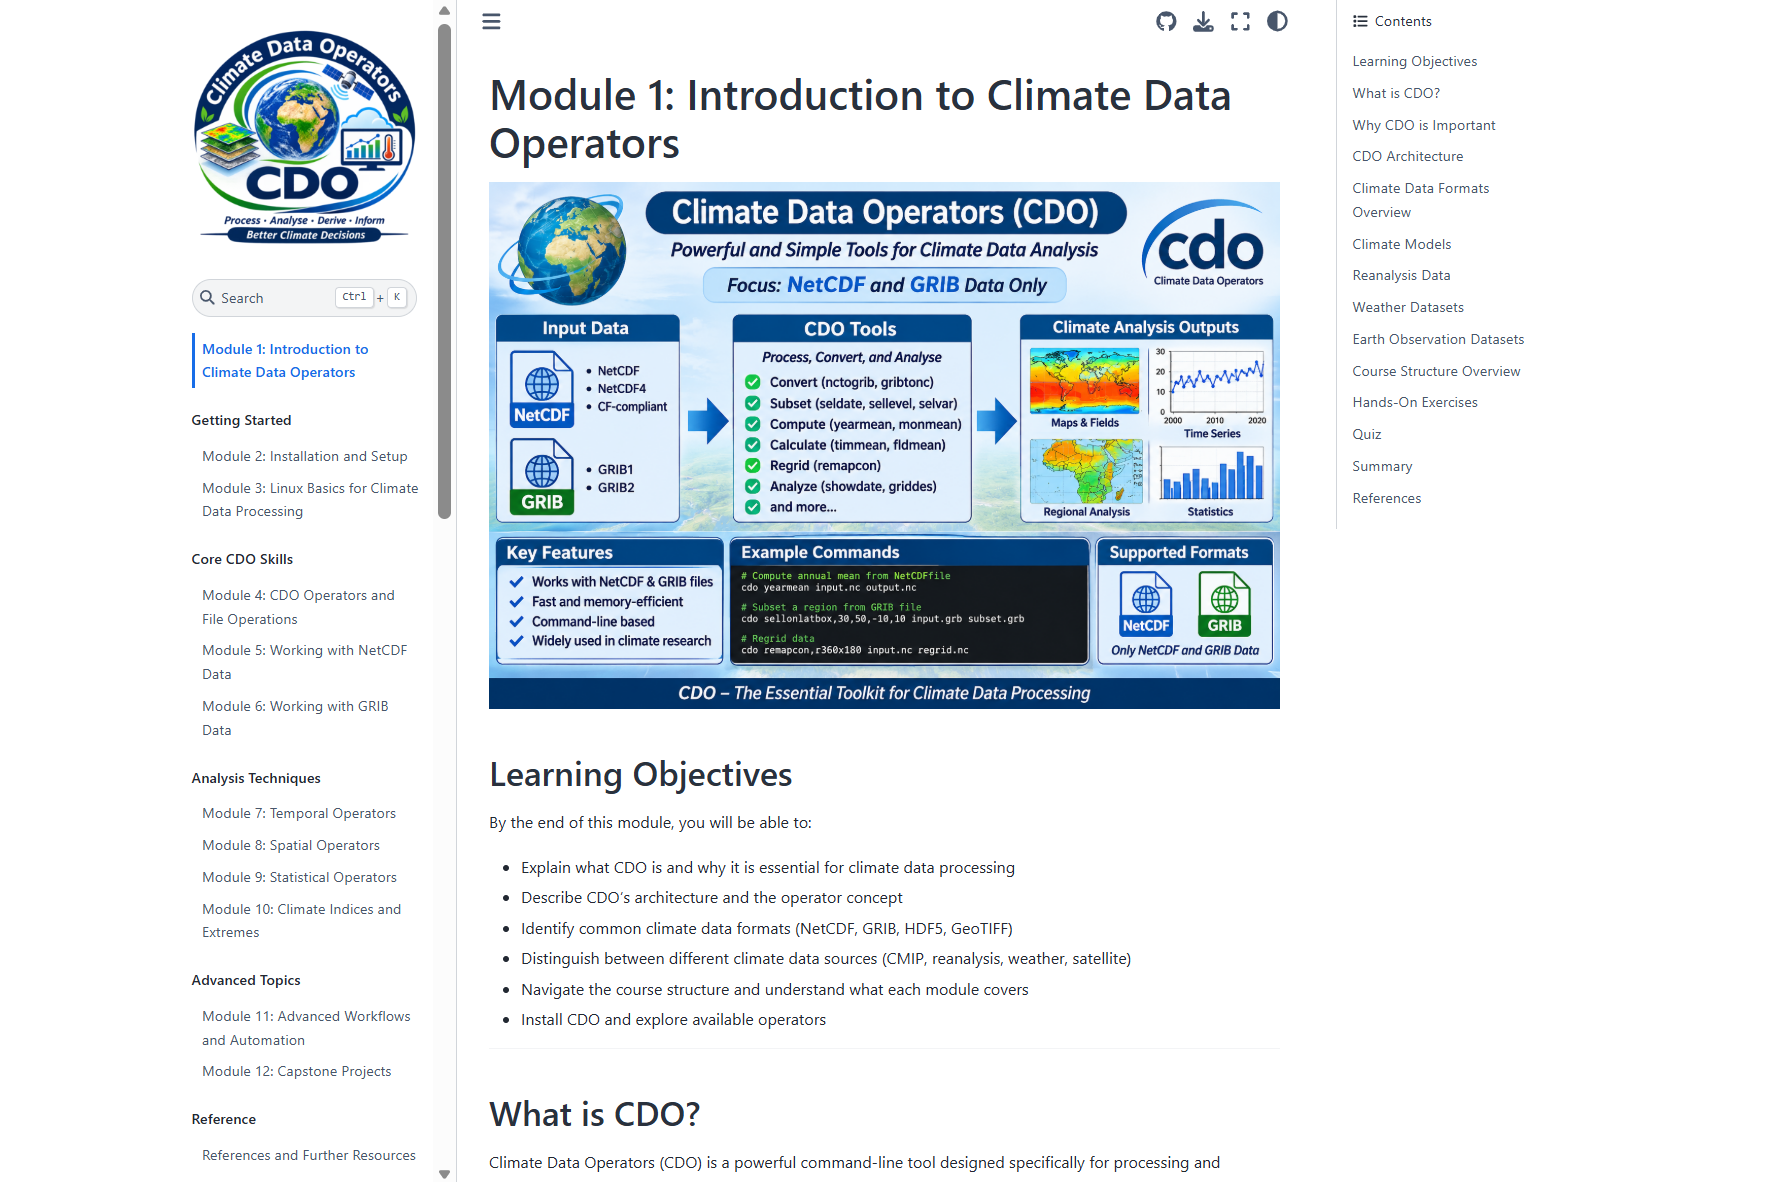 Climate Data Operators
CDO
Process · Analyse · Derive · Inform
Better Climate Decisions
Search
Ctrl + K
Module 1: Introduction to
Climate Data Operators
Getting Started
Module 2: Installation and Setup
Module 3: Linux Basics for Climate
Data Processing
Core CDO Skills
Module 4: CDO Operators and
File Operations
Module 5: Working with NetCDF
Data
Module 6: Working with GRIB
Data
Analysis Techniques
Module 7: Temporal Operators
Module 8: Spatial Operators
Module 9: Statistical Operators
Module 10: Climate Indices and
Extremes
Advanced Topics
Module 11: Advanced Workflows
and Automation
Module 12: Capstone Projects
Reference
References and Further Resources
Module 1: Introduction to Climate Data
Operators
Climate Data Operators (CDO)
Powerful and Simple Tools for Climate Data Analysis
Focus: NetCDF and GRIB Data Only
cdo
Climate Data Operators
Input Data
NetCDF
• NetCDF
• NetCDF4
• CF-compliant
GRIB
• GRIB1
• GRIB2
CDO Tools
Process, Convert, and Analyse
Convert (nctogrib, gribtonc)
Subset (seldate, sellevel, selvar)
Compute (yearmean, monmean)
Calculate (timmean, fldmean)
Regrid (remapcon)
Analyze (showdate, griddes)
and more...
Climate Analysis Outputs
Maps & Fields
30
20
10
0
2000 2010 2020
Time Series
Regional Analysis
Statistics
Key Features
Works with NetCDF & GRIB files
Fast and memory-efficient
Command-line based
Widely used in climate research
Example Commands
# Compute annual mean from NetCDFfile
cdo yearmean input.nc output.nc
# Subset a region from GRIB file
cdo sellonlatbox,30,50,-10,10 input.grb subset.grb
# Regrid data
cdo remapcon,r360x180 input.nc regrid.nc
Supported Formats
NetCDF GRIB
Only NetCDF and GRIB Data
CDO – The Essential Toolkit for Climate Data Processing
Learning Objectives
By the end of this module, you will be able to:
• Explain what CDO is and why it is essential for climate data processing
• Describe CDO's architecture and the operator concept
• Identify common climate data formats (NetCDF, GRIB, HDF5, GeoTIFF)
• Distinguish between different climate data sources (CMIP, reanalysis, weather, satellite)
• Navigate the course structure and understand what each module covers
• Install CDO and explore available operators
What is CDO?
Climate Data Operators (CDO) is a powerful command-line tool designed specifically for processing and
Contents
Learning Objectives
What is CDO?
Why CDO is Important
CDO Architecture
Climate Data Formats
Overview
Climate Models
Reanalysis Data
Weather Datasets
Earth Observation Datasets
Course Structure Overview
Hands-On Exercises
Quiz
Summary
References